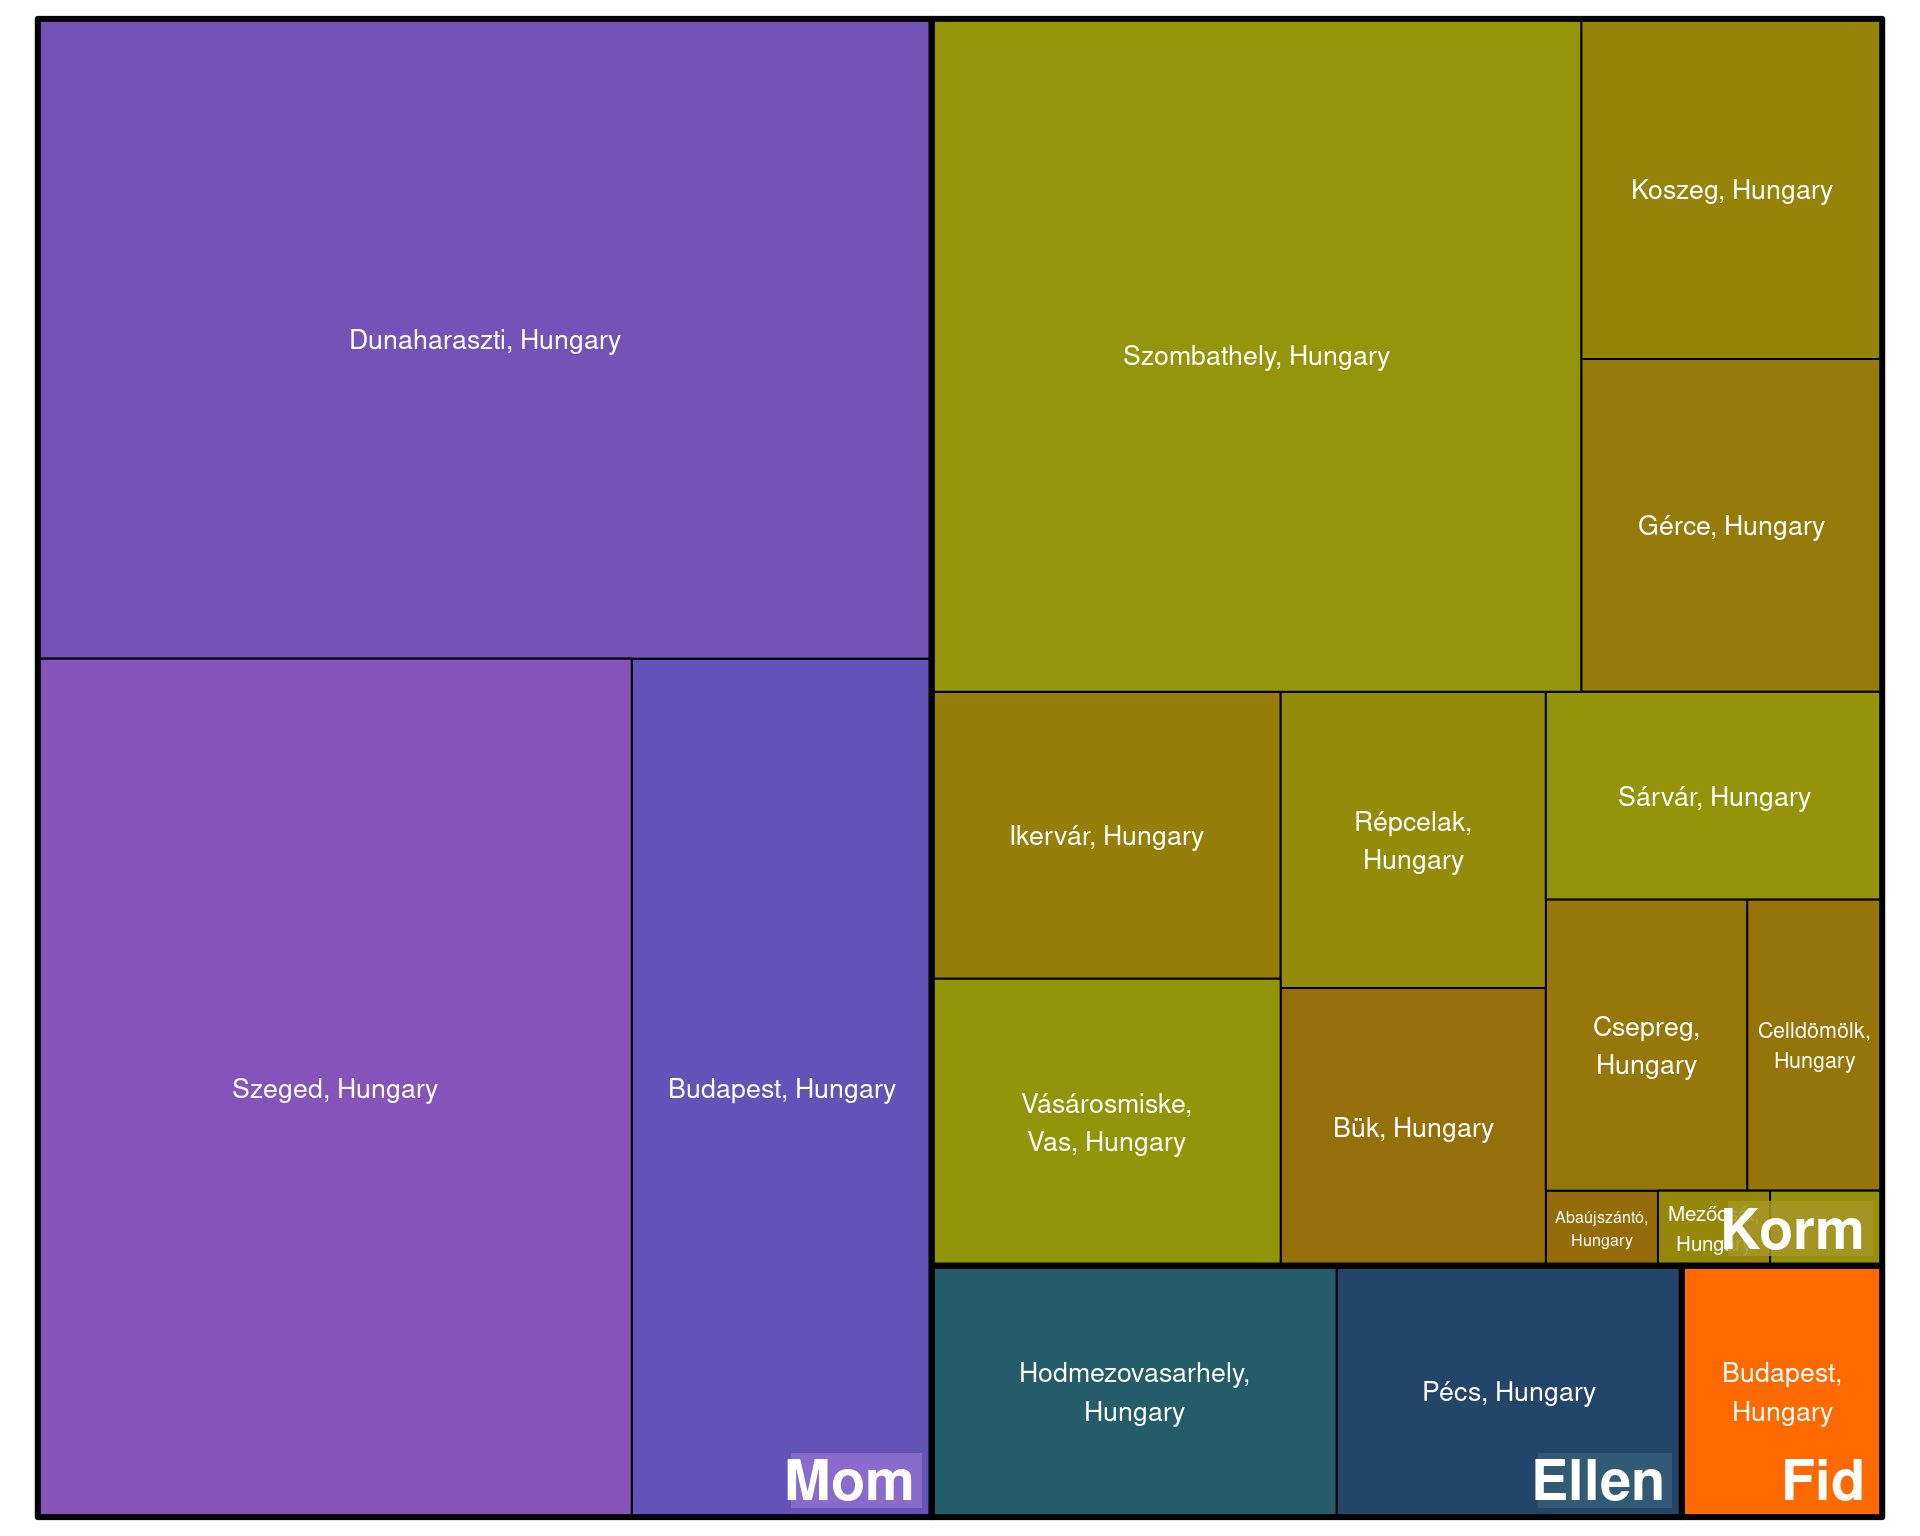 Dunaharaszti, Hungary
Szeged, Hungary
Budapest, Hungary
Mom
Szombathely, Hungary
Koszeg, Hungary
Gérce, Hungary
Ikervár, Hungary
Répcelak,
Hungary
Sárvár, Hungary
Vásárosmiske,
Vas, Hungary
Bük, Hungary
Csepreg,
Hungary
Celldömölk,
Hungary
Abaújszántó,
Hungary
Korm
Hodmezovasarhely,
Hungary
Pécs, Hungary
Ellen
Budapest,
Hungary
Fid